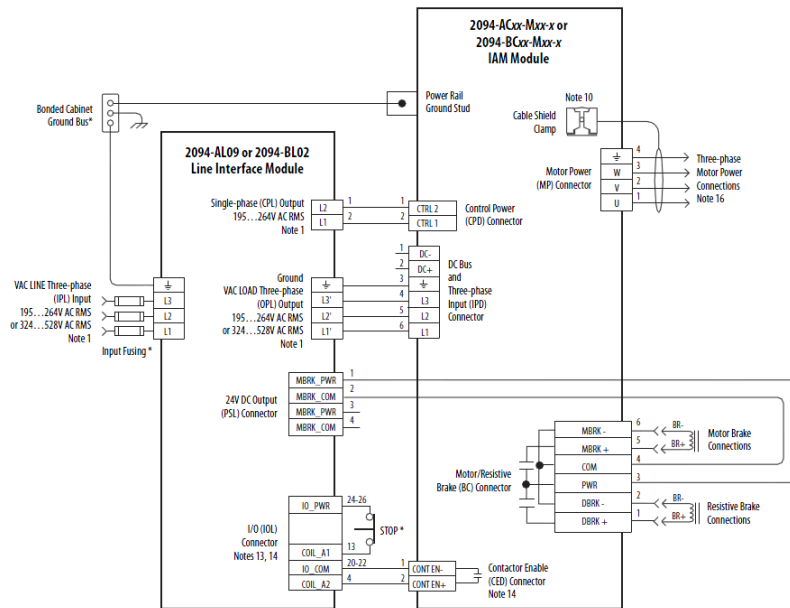 2094-ACxx-Mxx-x or
2094-BCxx-Mxx-x
IAM Module
Power Rail
Ground Stud
Note 10
Cable Shield
Clamp
Bonded Cabinet
Ground Bus*
2094-AL09 or 2094-BL02
Line Interface Module
Motor Power
(MP) Connector
4
W 3
V 2
U 1
Three-phase
Motor Power
Connections
Note 16
Single-phase (CPL) Output
195...264V AC RMS
Note 1
L2 1 1 CTRL 2
L1 2 2 CTRL 1
Control Power
(CPD) Connector
1 DC-
2 DC+
3
L3' 4 L3
L2' 5 L2
L1' 6 L1
DC Bus
and
Three-phase
Input (IPD)
Connector
Ground
VAC LOAD Three-phase
(OPL) Output
195...264V AC RMS
or 324...528V AC RMS
Note 1
VAC LINE Three-phase
(IPL) Input
195...264V AC RMS
or 324...528V AC RMS
Note 1
L3
L2
L1
Input Fusing *
24V DC Output
(PSL) Connector
MBRK_PWR 1
MBRK_COM 2
MBRK_PWR 3
MBRK_COM 4
Motor/Resistive
Brake (BC) Connector
MBRK - 6 BR-
MBRK + 5 BR+
COM 4
PWR 3
DBRK - 2 BR-
DBRK + 1 BR+
Motor Brake
Connections
Resistive Brake
Connections
I/O (IOL)
Connector
Notes 13, 14
IO_PWR 24-26
STOP *
COIL_A1 13
IO_COM 20-22 1 CONT EN-
COIL_A2 4 2 CONT EN+
Contactor Enable
(CED) Connector
Note 14